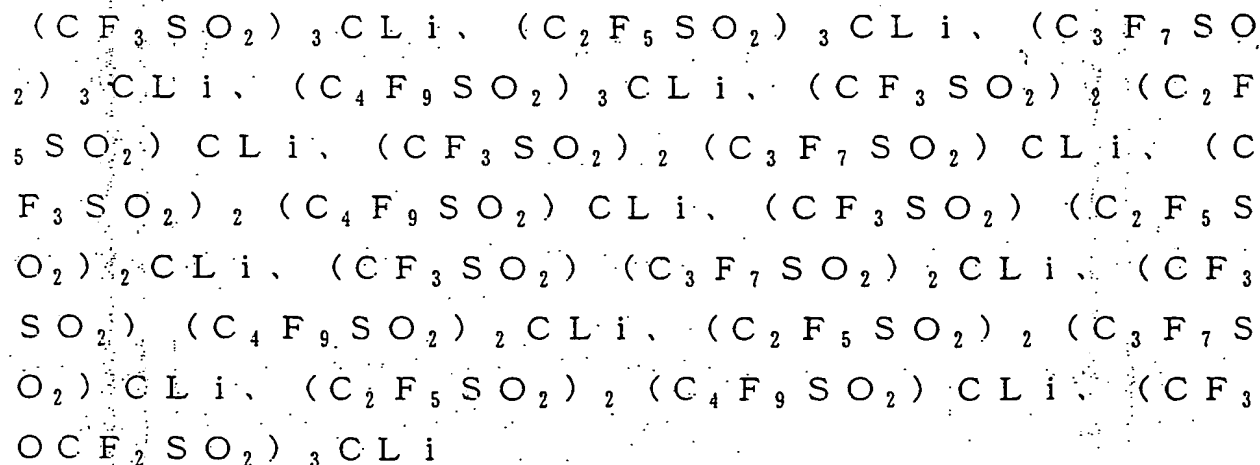 (CF₃SO₂)₃CLi、(C₂F₅SO₂)₃CLi、(C₃F₇SO
₂)₃CLi、(C₄F₉SO₂)₃CLi、(CF₃SO₂)₂(C₂F
₅SO₂)CLi、(CF₃SO₂)₂(C₃F₇SO₂)CLi、(C
F₃SO₂)₂(C₄F₉SO₂)CLi、(CF₃SO₂)(C₂F₅S
O₂)₂CLi、(CF₃SO₂)(C₃F₇SO₂)₂CLi、(CF₃
SO₂)(C₄F₉SO₂)₂CLi、(C₂F₅SO₂)₂(C₃F₇S
O₂)CLi、(C₂F₅SO₂)₂(C₄F₉SO₂)CLi、(CF₃
OCF₂SO₂)₃CLi